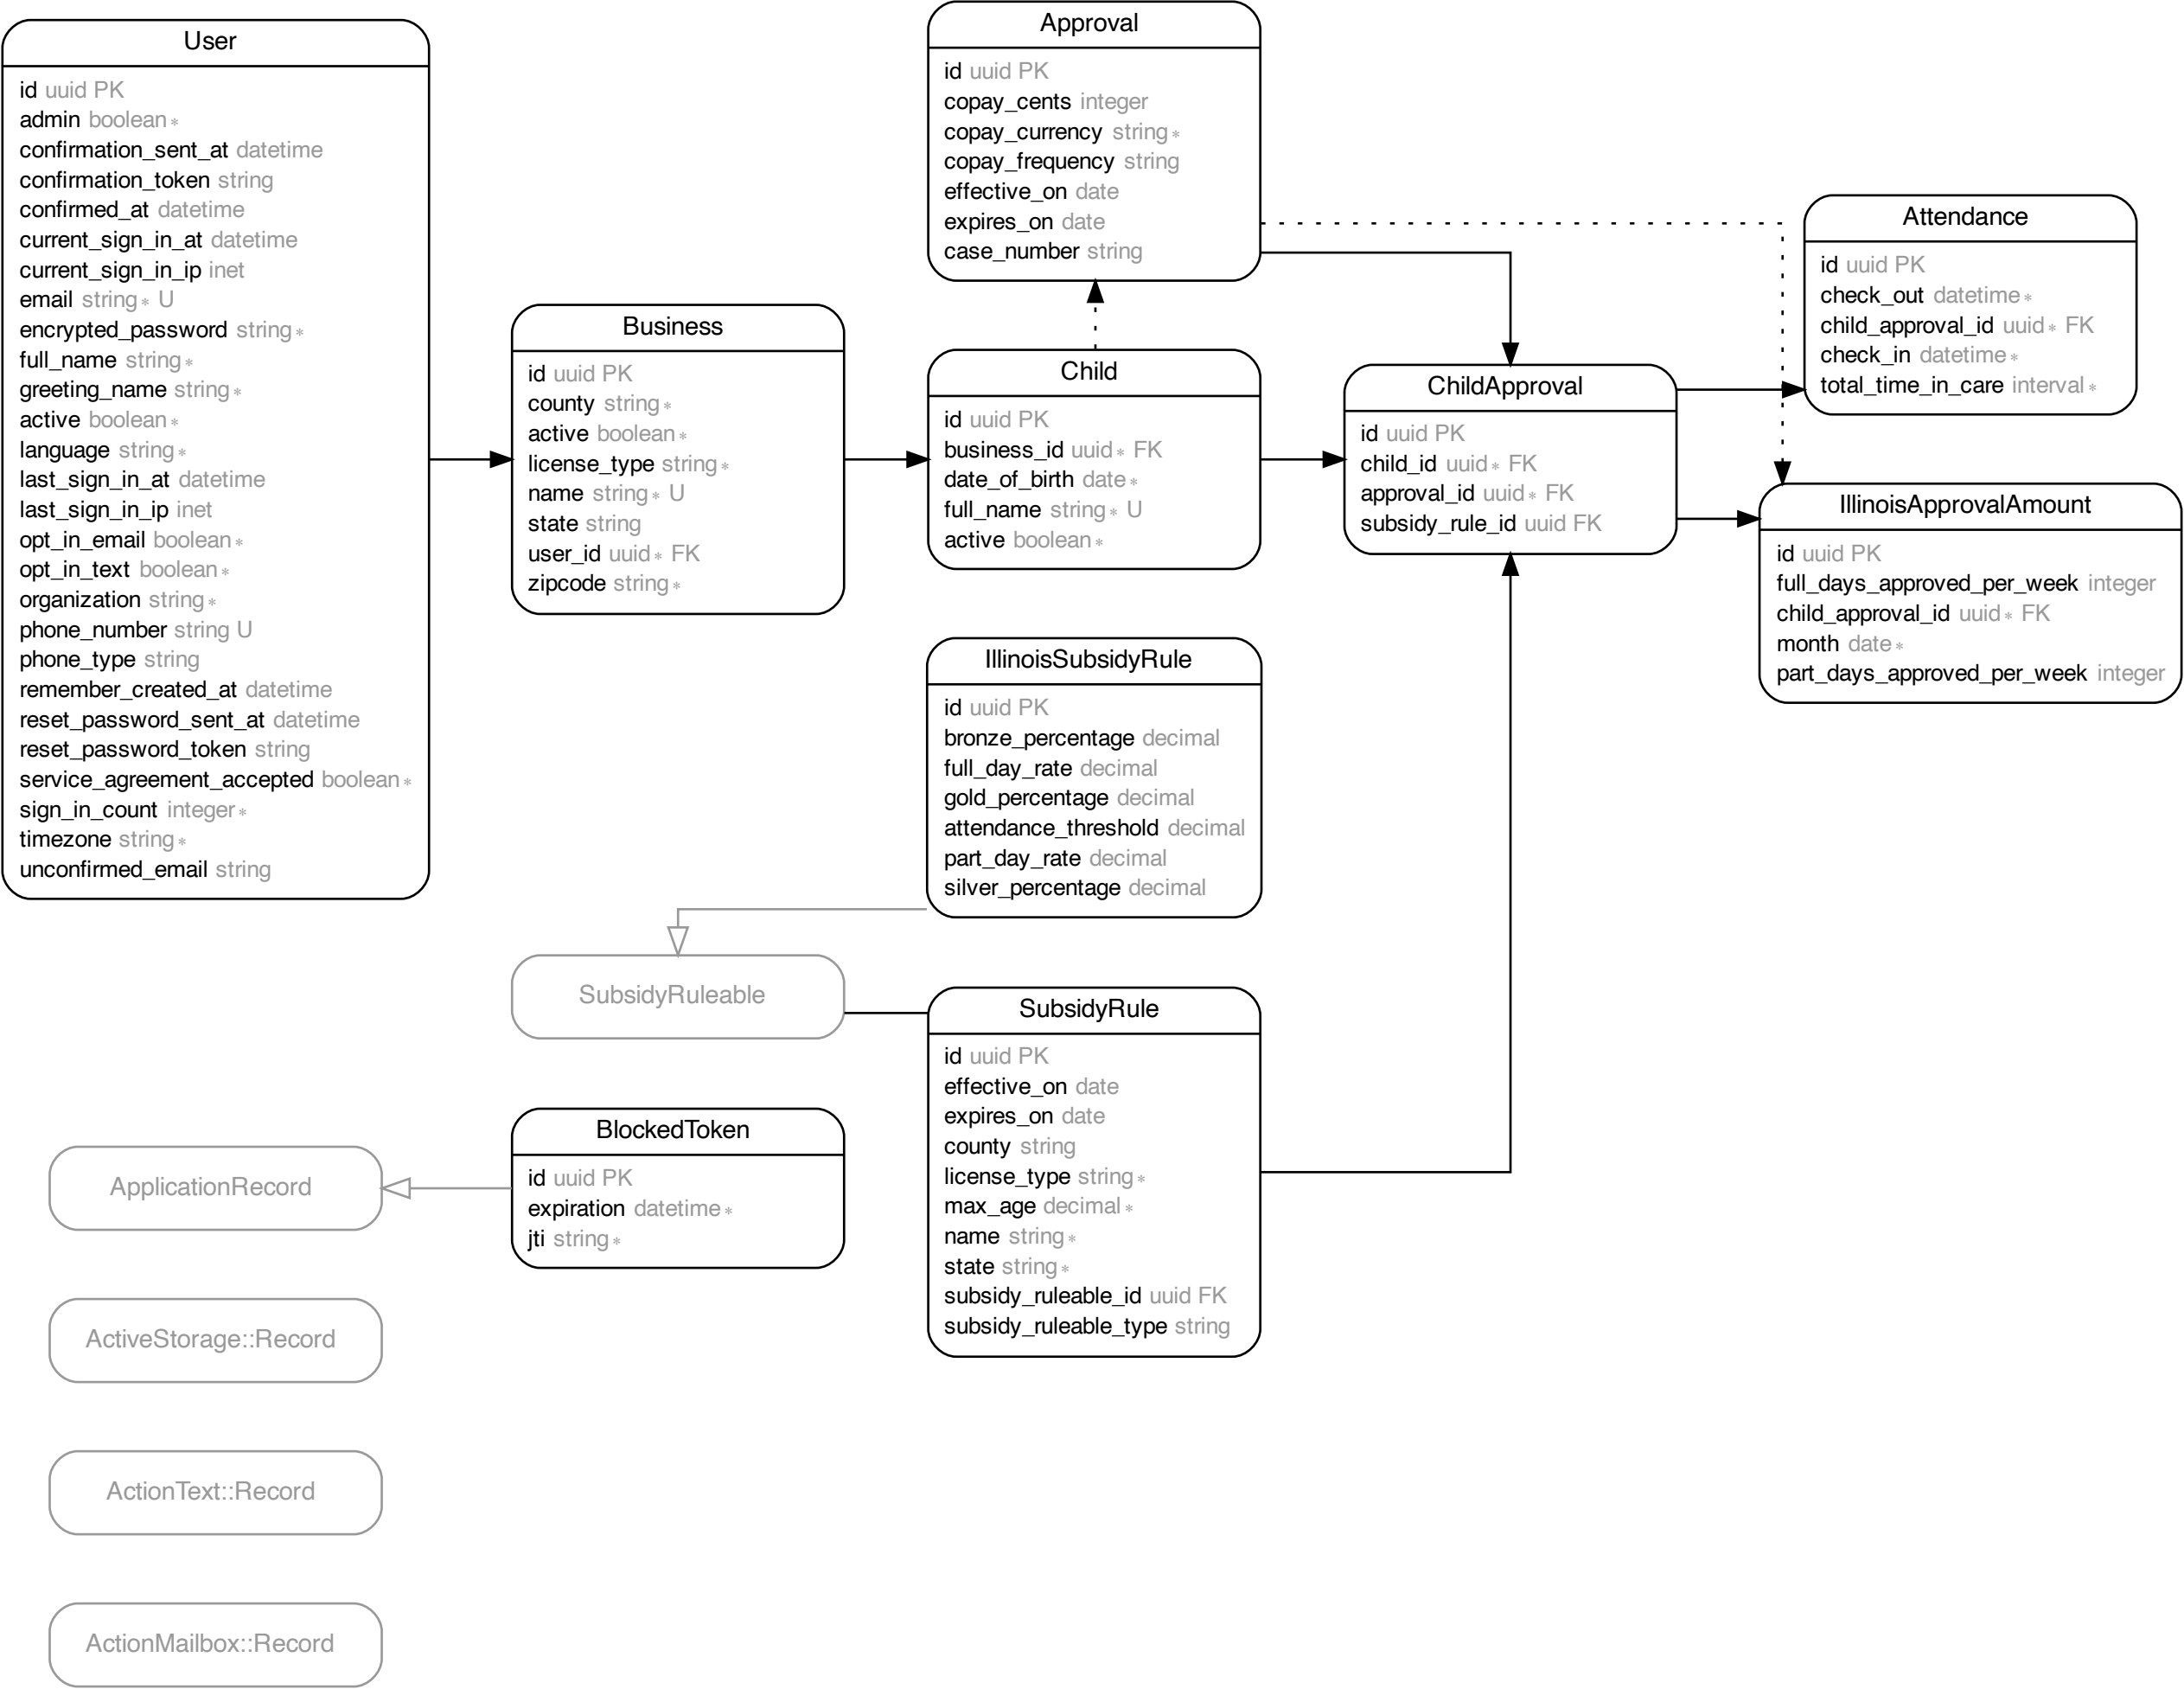 User
id uuid PK
admin boolean ∗
confirmation_sent_at datetime
confirmation_token string
confirmed_at datetime
current_sign_in_at datetime
current_sign_in_ip inet
email string ∗ U
encrypted_password string ∗
full_name string ∗
greeting_name string ∗
active boolean ∗
language string ∗
last_sign_in_at datetime
last_sign_in_ip inet
opt_in_email boolean ∗
opt_in_text boolean ∗
organization string ∗
phone_number string U
phone_type string
remember_created_at datetime
reset_password_sent_at datetime
reset_password_token string
service_agreement_accepted boolean ∗
sign_in_count integer ∗
timezone string ∗
unconfirmed_email string
Business
id uuid PK
county string ∗
active boolean ∗
license_type string ∗
name string ∗ U
state string
user_id uuid ∗ FK
zipcode string ∗
Approval
id uuid PK
copay_cents integer
copay_currency string ∗
copay_frequency string
effective_on date
expires_on date
case_number string
Child
id uuid PK
business_id uuid ∗ FK
date_of_birth date ∗
full_name string ∗ U
active boolean ∗
ChildApproval
id uuid PK
child_id uuid ∗ FK
approval_id uuid ∗ FK
subsidy_rule_id uuid FK
Attendance
id uuid PK
check_out datetime ∗
child_approval_id uuid ∗ FK
check_in datetime ∗
total_time_in_care interval ∗
IllinoisApprovalAmount
id uuid PK
full_days_approved_per_week integer
child_approval_id uuid ∗ FK
month date ∗
part_days_approved_per_week integer
IllinoisSubsidyRule
id uuid PK
bronze_percentage decimal
full_day_rate decimal
gold_percentage decimal
attendance_threshold decimal
part_day_rate decimal
silver_percentage decimal
SubsidyRuleable
SubsidyRule
id uuid PK
effective_on date
expires_on date
county string
license_type string ∗
max_age decimal ∗
name string ∗
state string ∗
subsidy_ruleable_id uuid FK
subsidy_ruleable_type string
BlockedToken
id uuid PK
expiration datetime ∗
jti string ∗
ApplicationRecord
ActiveStorage::Record
ActionText::Record
ActionMailbox::Record